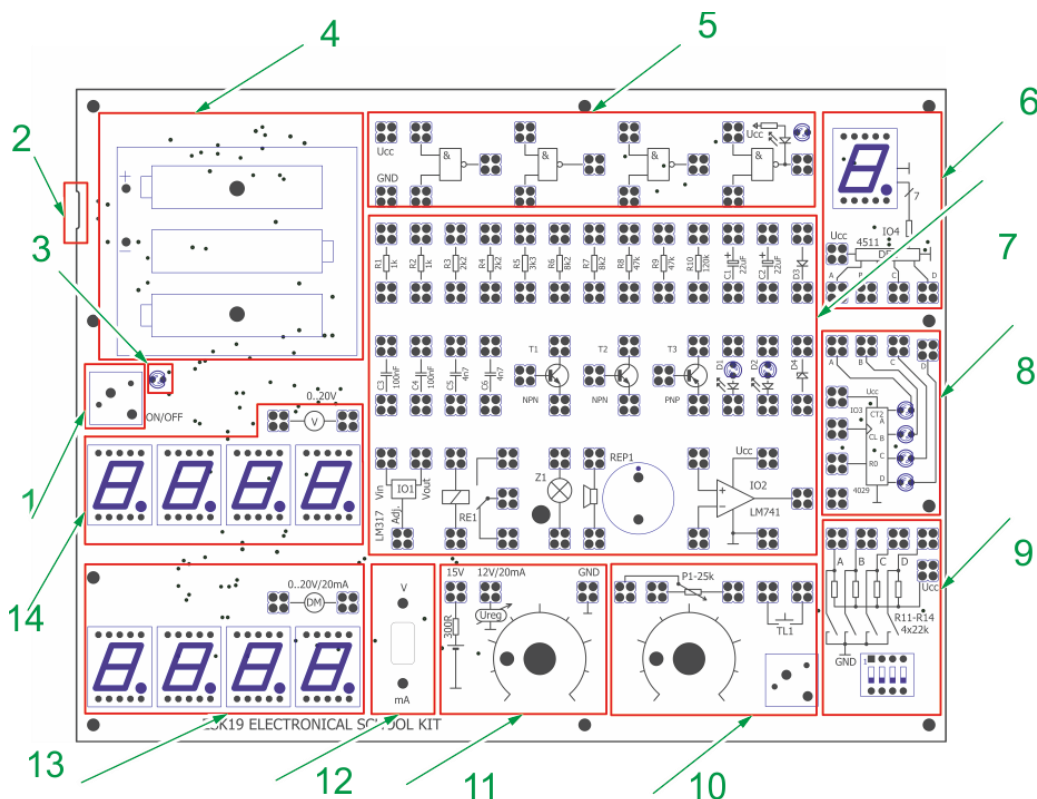 4
5
6
2
3
7
8
1
9
14
13
12
11
10
Ucc
GND
&
&
&
Ucc
&
7
IO4
Ucc
4511
A
C
D
R1 1k
R2 1k
R3 2k2
R4 2k2
R5 3k3
R6 8k2
R7 8k2
R8 47k
R9 47k
R10 120k
C1 22uF
C2 22uF
D3
+
+
+
–
C3 100nF
C4 100nF
C5 4n7
C6 4n7
T1
NPN
T2
NPN
T3
PNP
D1
D2
D4
A
B
C
D
Ucc
IO3
CT2
CL
R0
A
B
C
D
4029
ON/OFF
0..20V
V
Vin
IO1
Vout
LM317
Adj.
RE1
Z1
REP1
Ucc
IO2
LM741
+
–
0..20V/20mA
DM
V
mA
15V
12V/20mA
GND
300R
Ureg
P1-25k
TL1
A
B
C
D
Ucc
R11-R14
4x22k
GND
1
ELECTRONICAL SCHOOL KIT